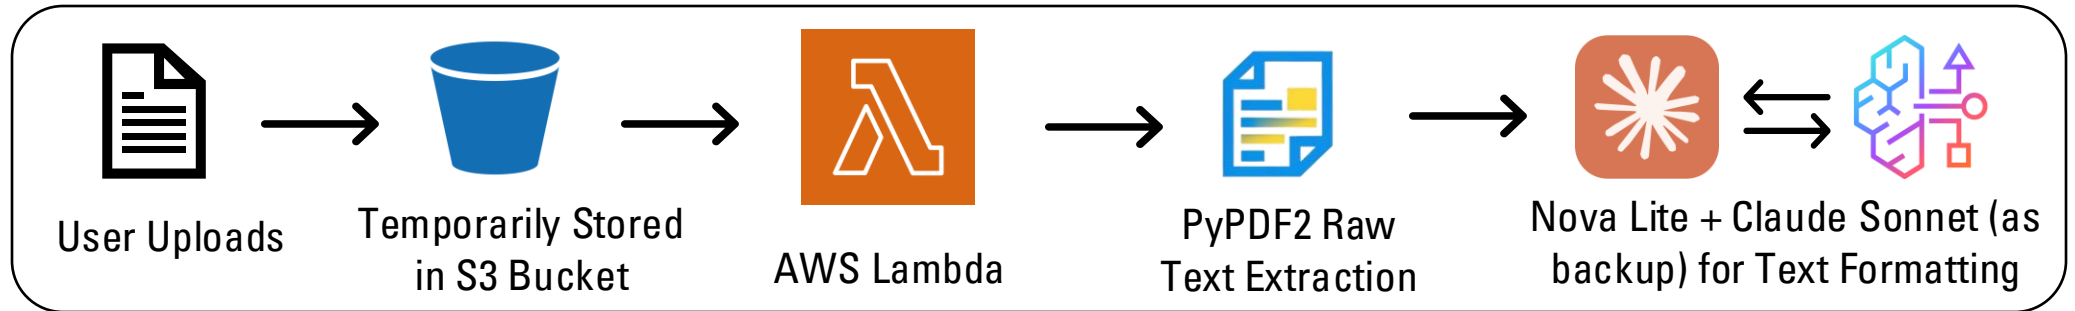 User Uploads
Temporarily Stored
in S3 Bucket
AWS Lambda
PyPDF2 Raw
Text Extraction
Nova Lite + Claude Sonnet (as
backup) for Text Formatting